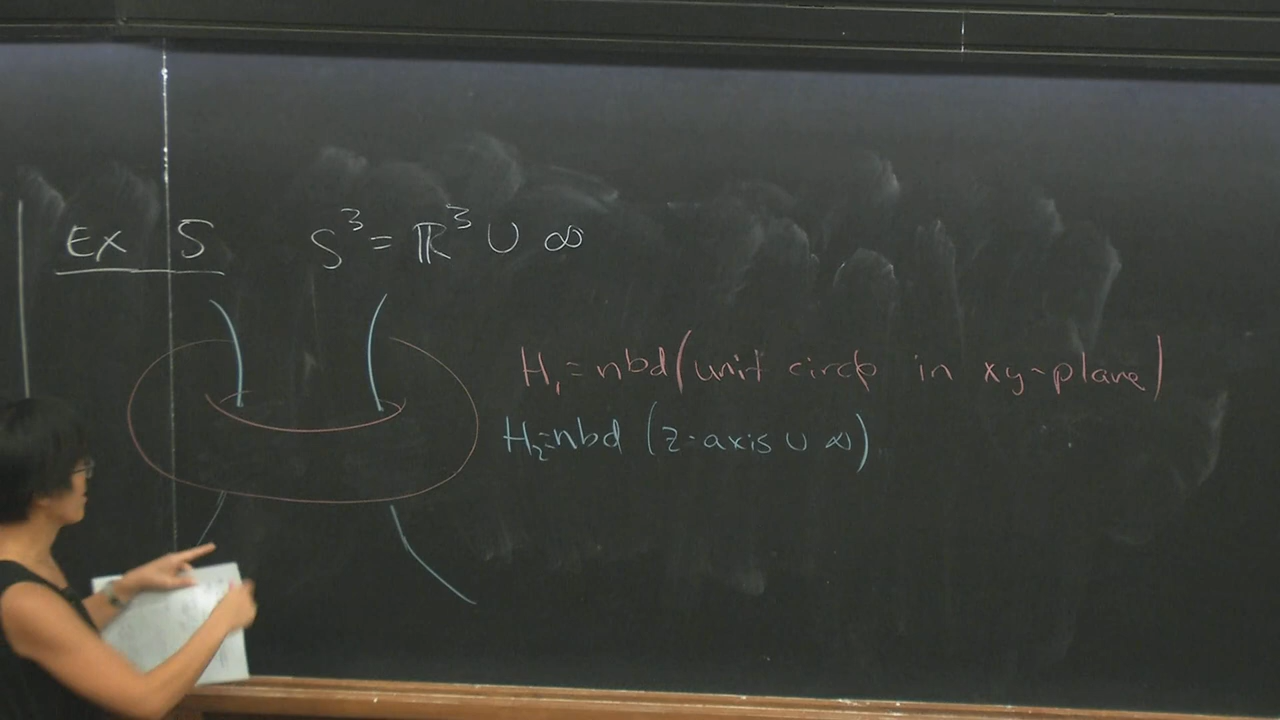 Ex 5 S³ = ℝ³ ∪ ∞
H₁ = nbd (unit circle in xy-plane)
H₂ = nbd (z-axis ∪ ∞)